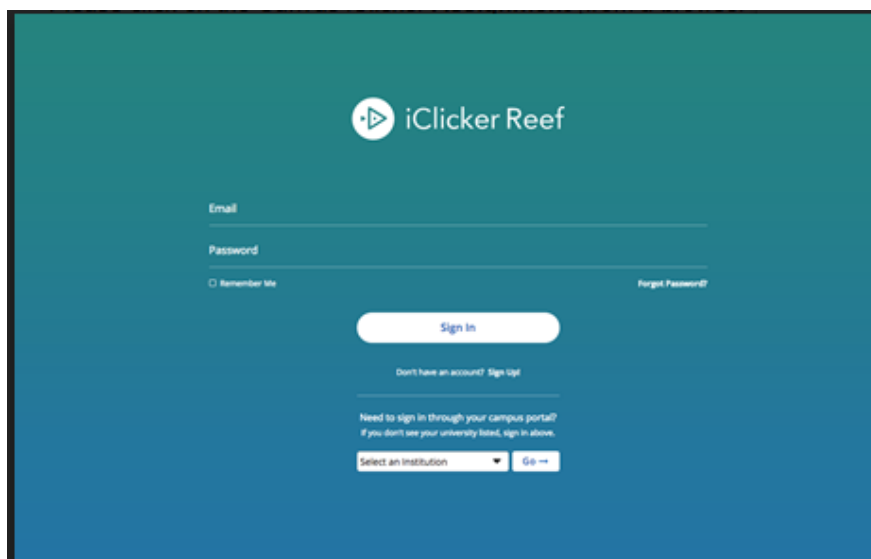 iClicker Reef
Email
Password
Remember Me Forgot Password?
Sign In
Don't have an account? Sign Up!
Need to sign in through your campus portal?
If you don't see your university listed, sign in above.
Select an Institution Go →